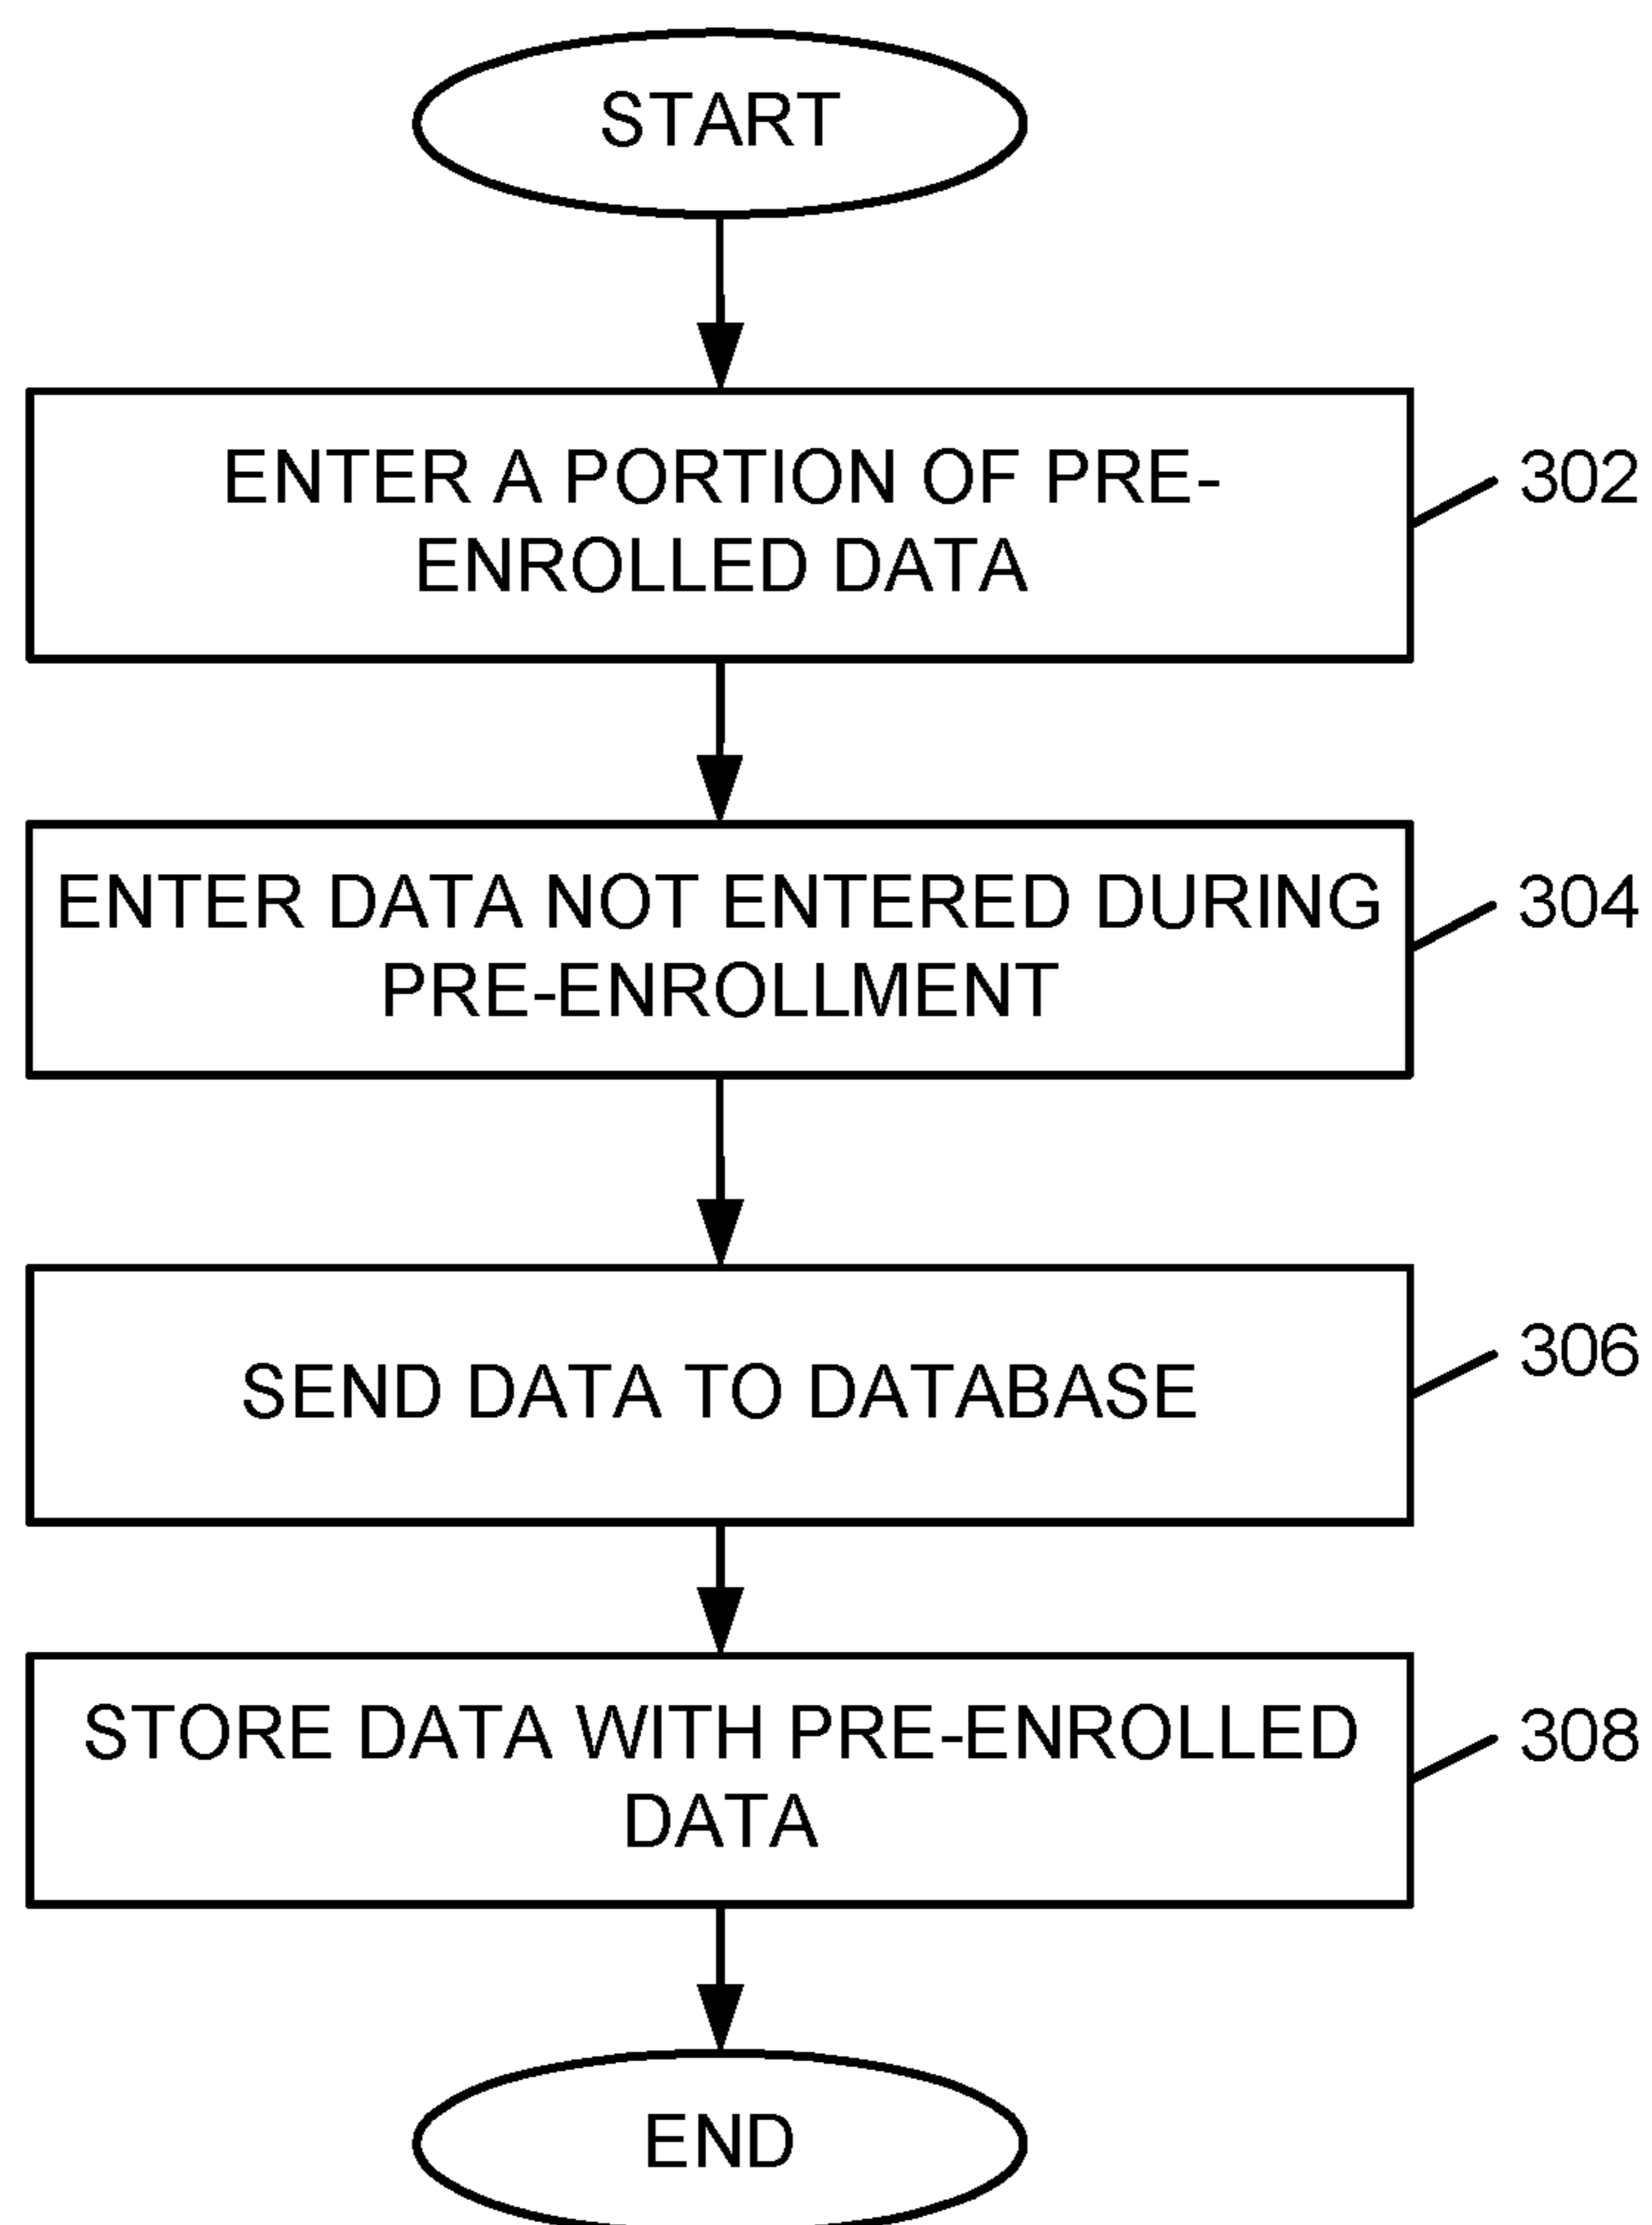 START
ENTER A PORTION OF PRE-
ENROLLED DATA
302
ENTER DATA NOT ENTERED DURING
PRE-ENROLLMENT
304
SEND DATA TO DATABASE
306
STORE DATA WITH PRE-ENROLLED
DATA
308
END